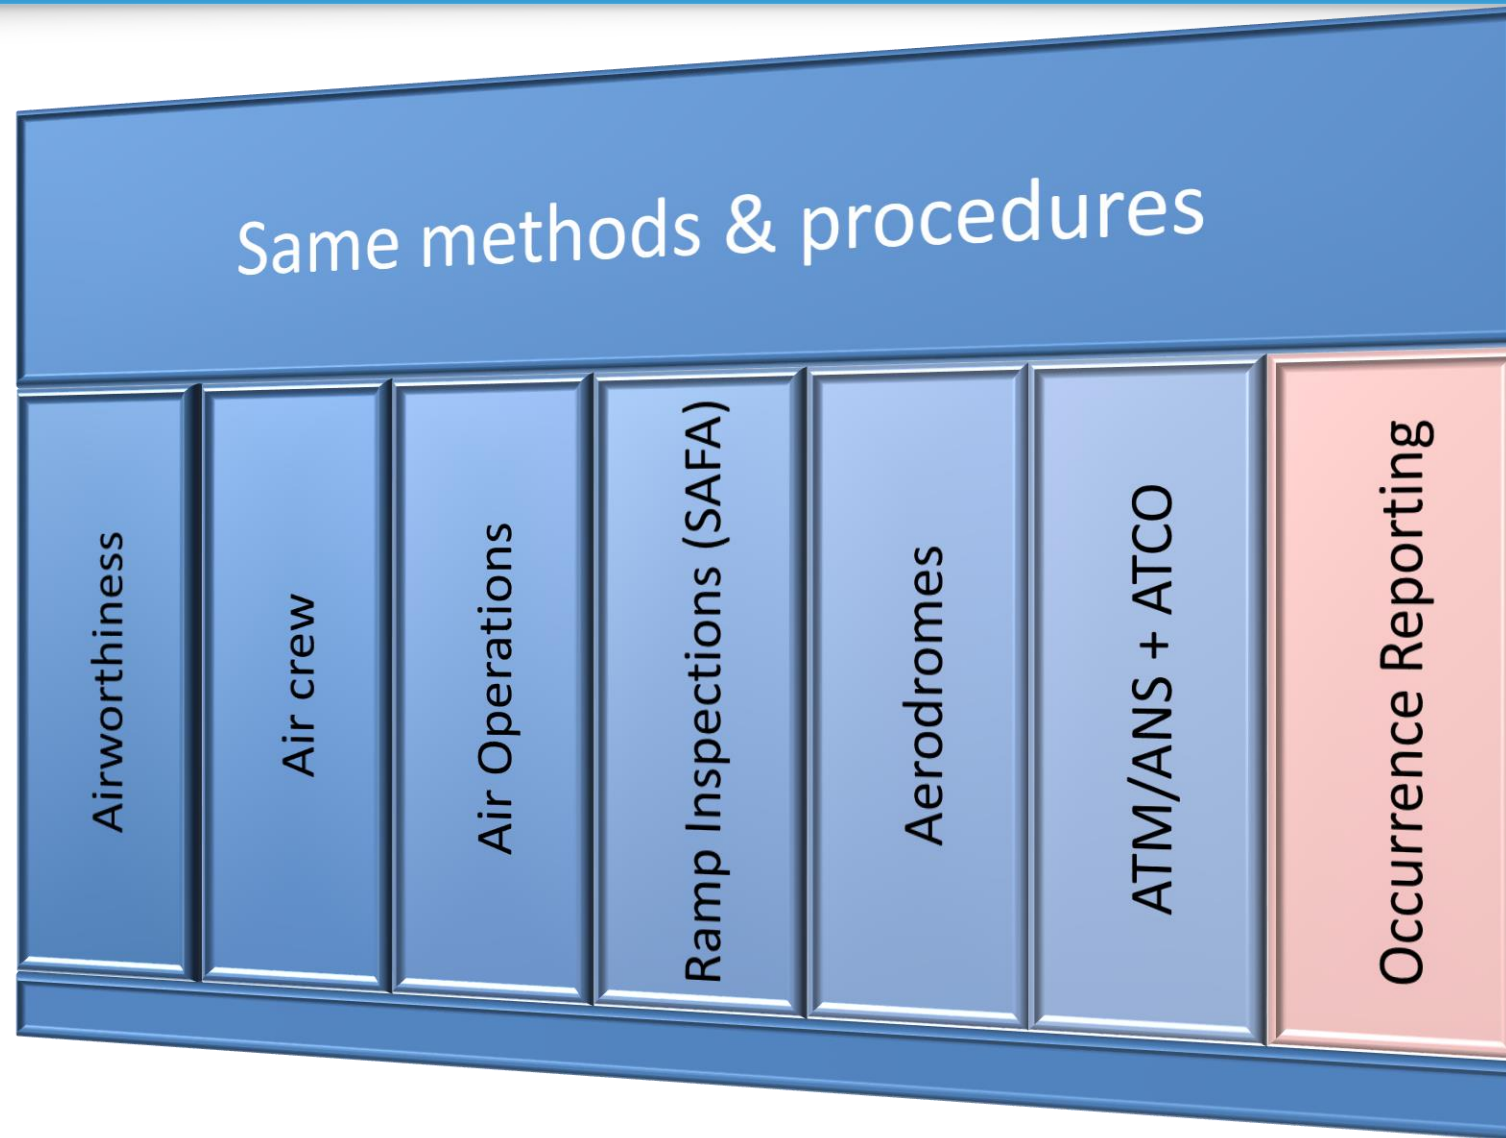 Same methods & procedures
Airworthiness
Air crew
Air Operations
Ramp Inspections (SAFA)
Aerodromes
ATM/ANS + ATCO
Occurrence Reporting